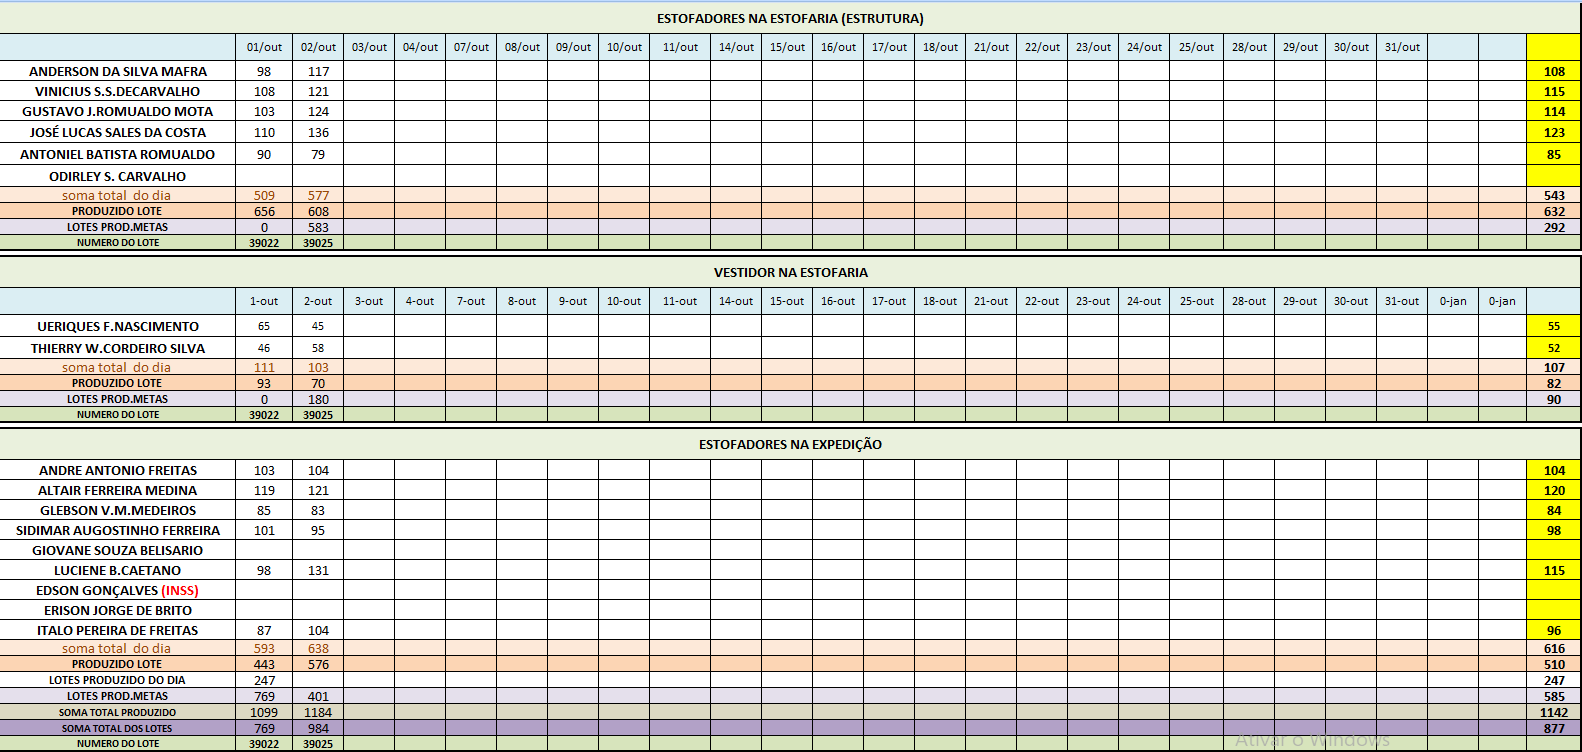 ESTOFADORES NA ESTOFARIA (ESTRUTURA)
01/out 02/out 03/out 04/out 07/out 08/out 09/out 10/out 11/out 14/out 15/out 16/out 17/out 18/out 21/out 22/out 23/out 24/out 25/out 28/out 29/out 30/out 31/out
ANDERSON DA SILVA MAFRA 98 117 108
VINICIUS S.S.DECARVALHO 108 121 115
GUSTAVO J.ROMUALDO MOTA 103 124 114
JOSÉ LUCAS SALES DA COSTA 110 136 123
ANTONIEL BATISTA ROMUALDO 90 79 85
ODIRLEY S. CARVALHO
soma total do dia 509 577 543
PRODUZIDO LOTE 656 608 632
LOTES PROD.METAS 0 583 292
NUMERO DO LOTE 39022 39025
VESTIDOR NA ESTOFARIA
1-out 2-out 3-out 4-out 7-out 8-out 9-out 10-out 11-out 14-out 15-out 16-out 17-out 18-out 21-out 22-out 23-out 24-out 25-out 28-out 29-out 30-out 31-out 0-jan 0-jan
UERIQUES F.NASCIMENTO 65 45 55
THIERRY W.CORDEIRO SILVA 46 58 52
soma total do dia 111 103 107
PRODUZIDO LOTE 93 70 82
LOTES PROD.METAS 0 180 90
NUMERO DO LOTE 39022 39025
ESTOFADORES NA EXPEDIÇÃO
ANDRE ANTONIO FREITAS 103 104 104
ALTAIR FERREIRA MEDINA 119 121 120
GLEBSON V.M.MEDEIROS 85 83 84
SIDIMAR AUGOSTINHO FERREIRA 101 95 98
GIOVANE SOUZA BELISARIO
LUCIENE B.CAETANO 98 131 115
EDSON GONÇALVES (INSS)
ERISON JORGE DE BRITO
ITALO PEREIRA DE FREITAS 87 104 96
soma total do dia 593 638 616
PRODUZIDO LOTE 443 576 510
LOTES PRODUZIDO DO DIA 247 247
LOTES PROD.METAS 769 401 585
SOMA TOTAL PRODUZIDO 1099 1184 1142
SOMA TOTAL DOS LOTES 769 984 877
Ativar o Windows
NUMERO DO LOTE 39022 39025